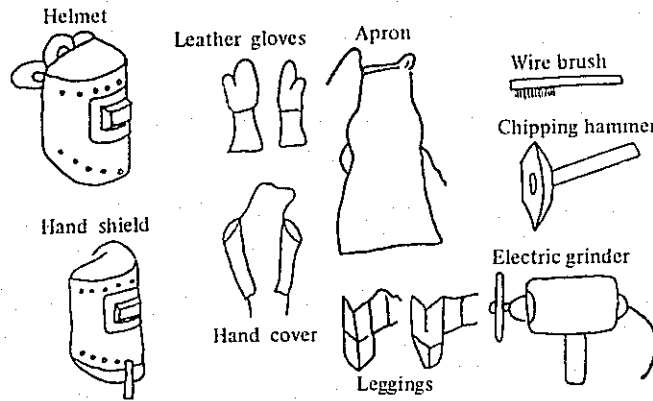 Helmet
Leather gloves
Apron
Wire brush
Chipping hammer
Hand shield
Electric grinder
Hand cover
Leggings